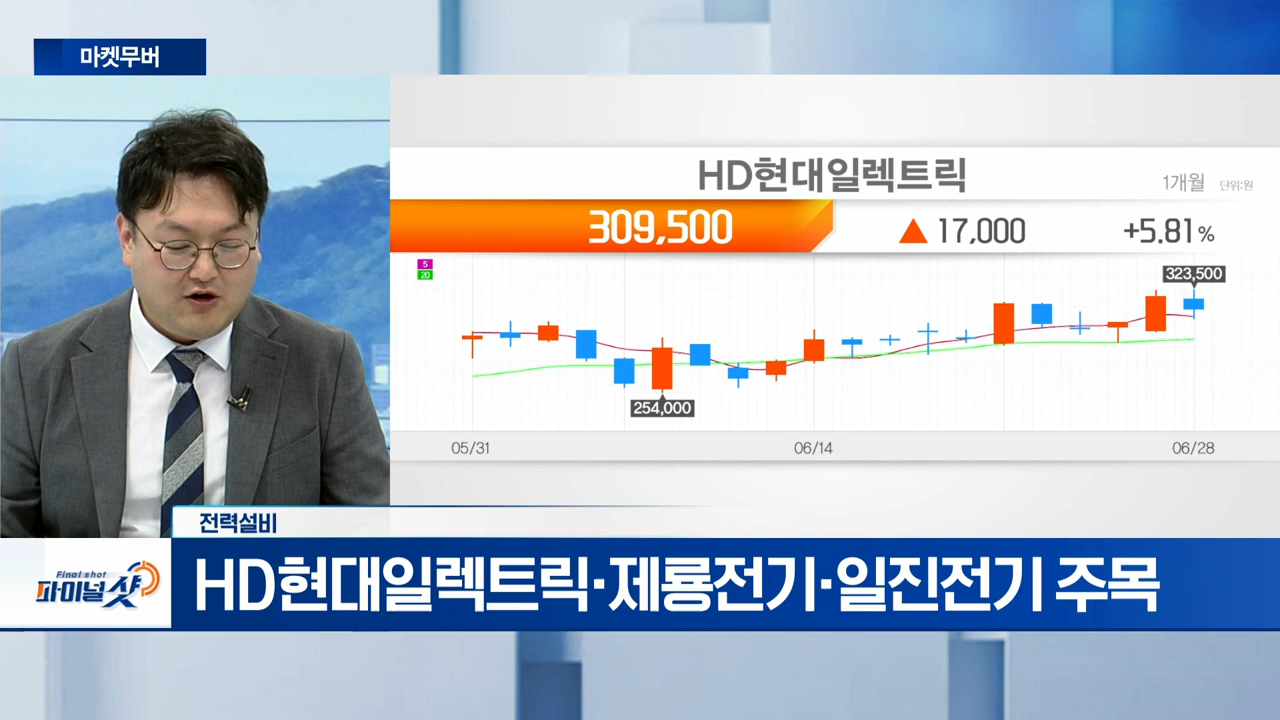 마켓무버
HD현대일렉트릭
1개월 단위:원
309,500 ▲ 17,000 +5.81%
5
20
323,500
254,000
05/31 06/14 06/28
전력설비
Final shot
파이널샷
HD현대일렉트릭·제룡전기·일진전기 주목